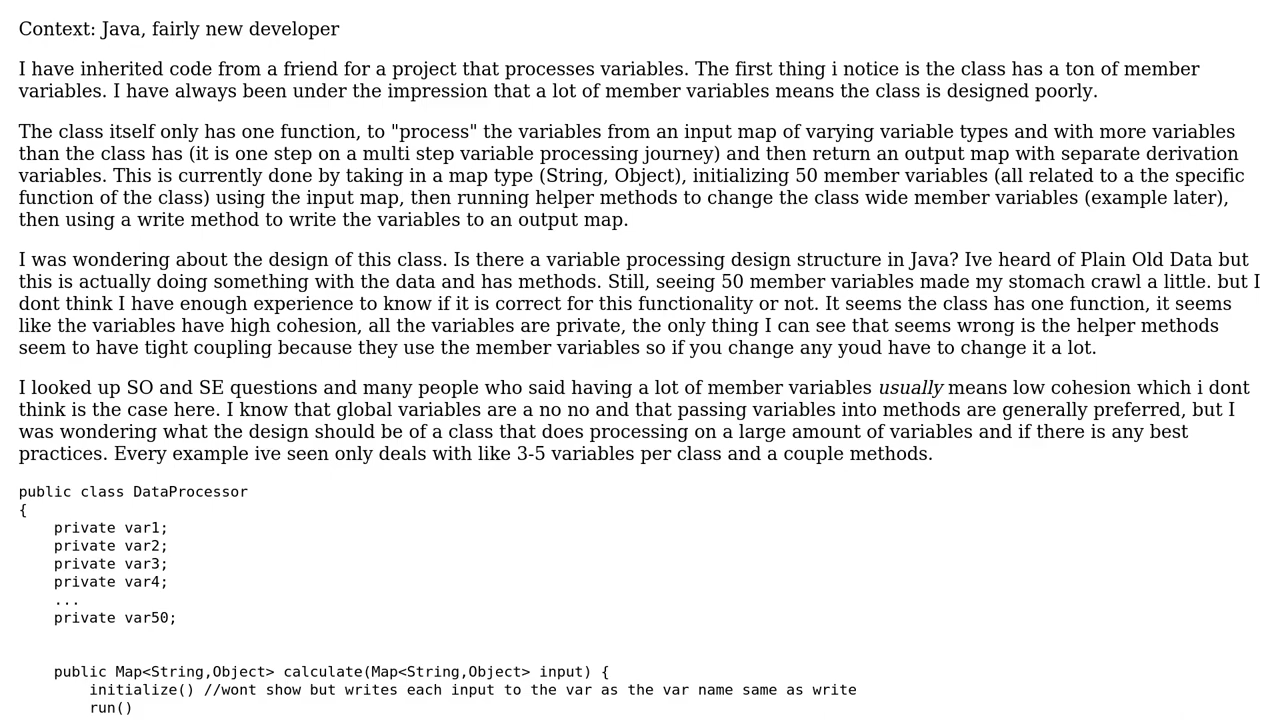 Context: Java, fairly new developer
I have inherited code from a friend for a project that processes variables. The first thing i notice is the class has a ton of member
variables. I have always been under the impression that a lot of member variables means the class is designed poorly.
The class itself only has one function, to "process" the variables from an input map of varying variable types and with more variables
than the class has (it is one step on a multi step variable processing journey) and then return an output map with separate derivation
variables. This is currently done by taking in a map type (String, Object), initializing 50 member variables (all related to a the specific
function of the class) using the input map, then running helper methods to change the class wide member variables (example later),
then using a write method to write the variables to an output map.
I was wondering about the design of this class. Is there a variable processing design structure in Java? Ive heard of Plain Old Data but
this is actually doing something with the data and has methods. Still, seeing 50 member variables made my stomach crawl a little. but I
dont think I have enough experience to know if it is correct for this functionality or not. It seems the class has one function, it seems
like the variables have high cohesion, all the variables are private, the only thing I can see that seems wrong is the helper methods
seem to have tight coupling because they use the member variables so if you change any youd have to change it a lot.
I looked up SO and SE questions and many people who said having a lot of member variables usually means low cohesion which i dont
think is the case here. I know that global variables are a no no and that passing variables into methods are generally preferred, but I
was wondering what the design should be of a class that does processing on a large amount of variables and if there is any best
practices. Every example ive seen only deals with like 3-5 variables per class and a couple methods.
public class DataProcessor
{
    private var1;
    private var2;
    private var3;
    private var4;
    ...
    private var50;
    public Map<String,Object> calculate(Map<String,Object> input) {
        initialize() //wont show but writes each input to the var as the var name same as write
        run()